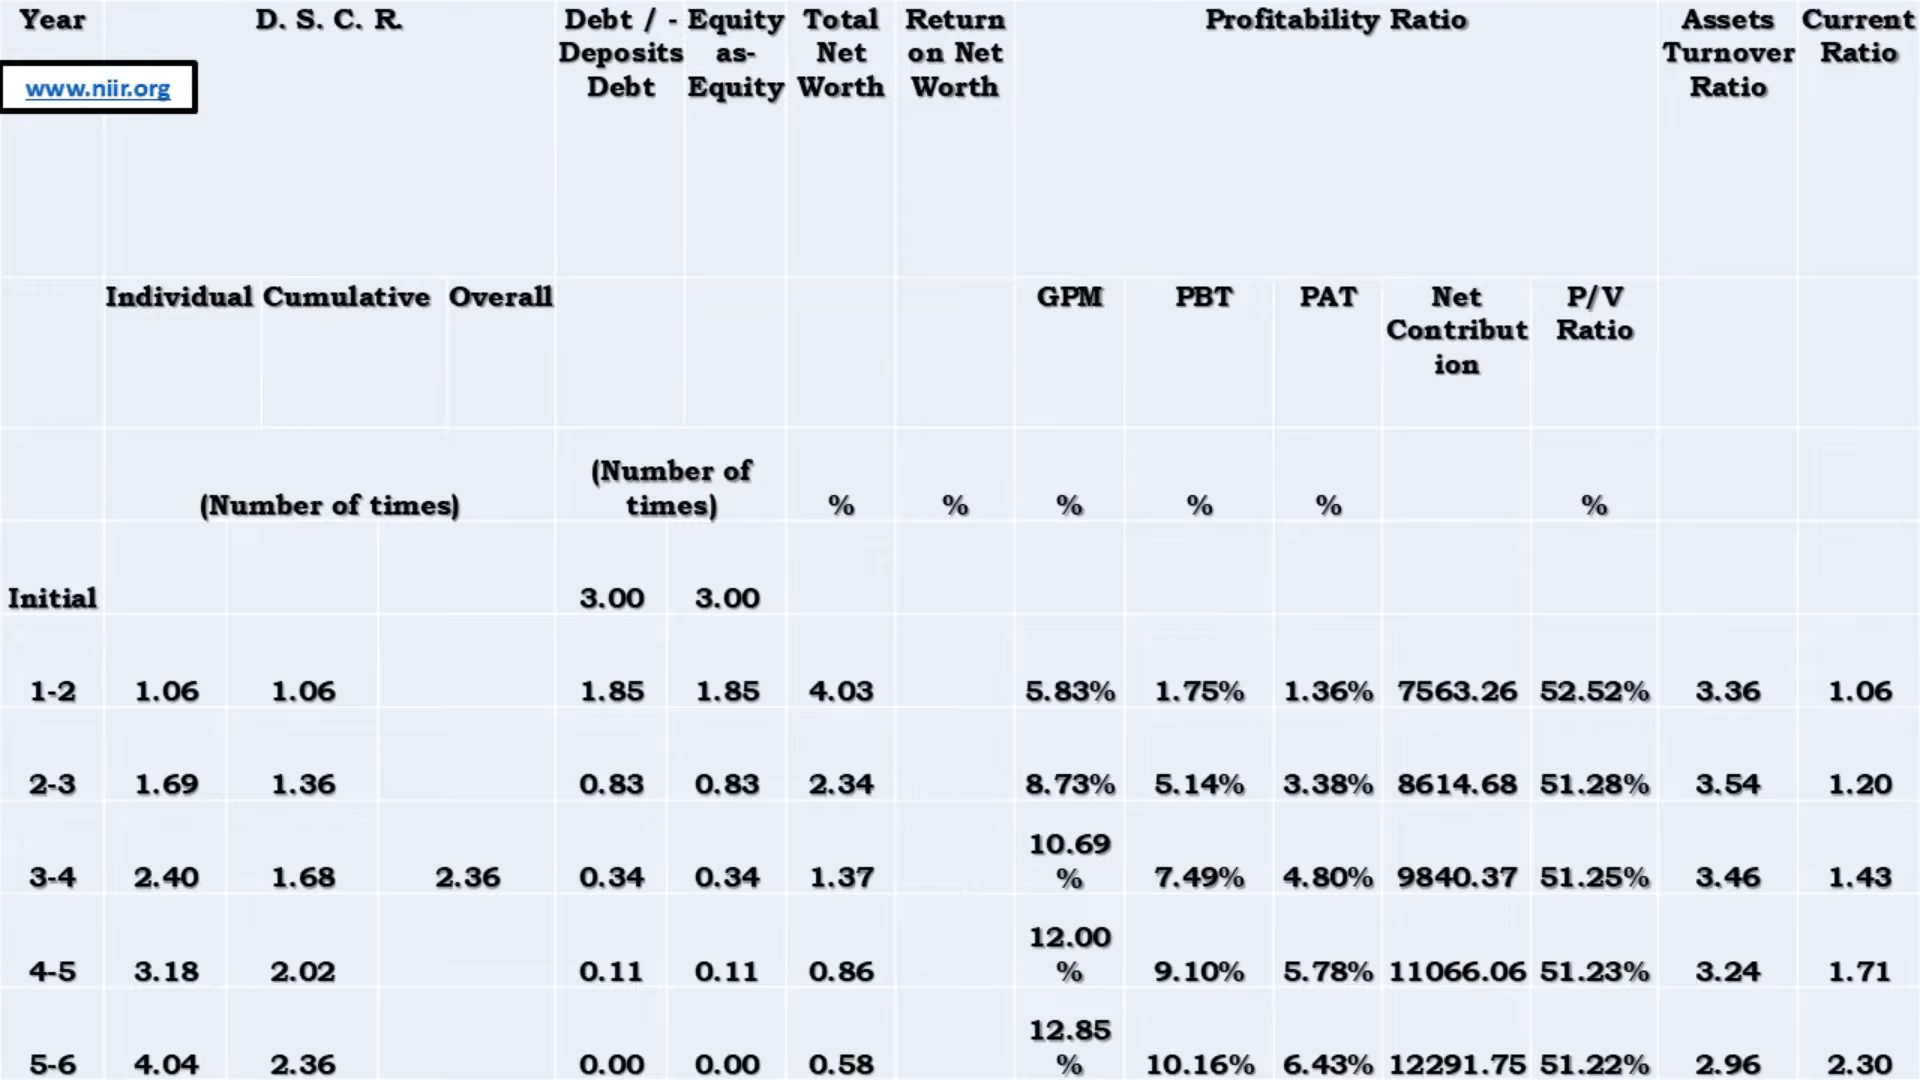 Year D. S. C. R. Debt / - Equity Total Return Profitability Ratio Assets Current
Deposits as- Net on Net Turnover Ratio
Debt Equity Worth Worth Ratio
www.niir.org
Individual Cumulative Overall GPM PBT PAT Net P/V
Contribut Ratio
ion
(Number of
(Number of times) times) % % % % % %
Initial 3.00 3.00
1-2 1.06 1.06 1.85 1.85 4.03 5.83% 1.75% 1.36% 7563.26 52.52% 3.36 1.06
2-3 1.69 1.36 0.83 0.83 2.34 8.73% 5.14% 3.38% 8614.68 51.28% 3.54 1.20
10.69
3-4 2.40 1.68 2.36 0.34 0.34 1.37 % 7.49% 4.80% 9840.37 51.25% 3.46 1.43
12.00
4-5 3.18 2.02 0.11 0.11 0.86 % 9.10% 5.78% 11066.06 51.23% 3.24 1.71
12.85
5-6 4.04 2.36 0.00 0.00 0.58 % 10.16% 6.43% 12291.75 51.22% 2.96 2.30